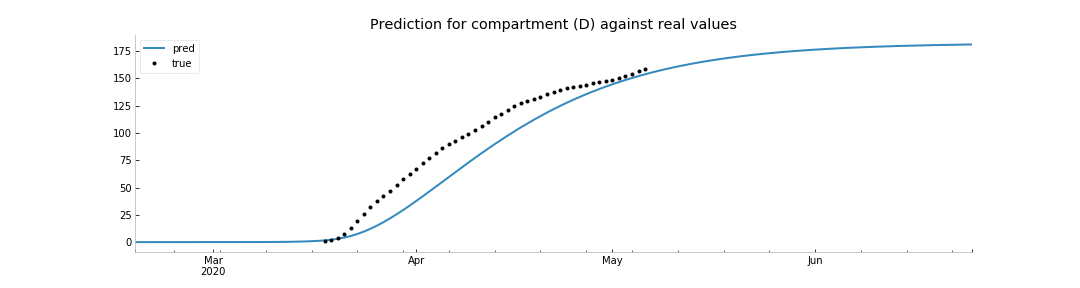 Prediction for compartment (D) against real values
pred
true
175
150
125
100
75
50
25
0
Mar
2020
Apr
May
Jun